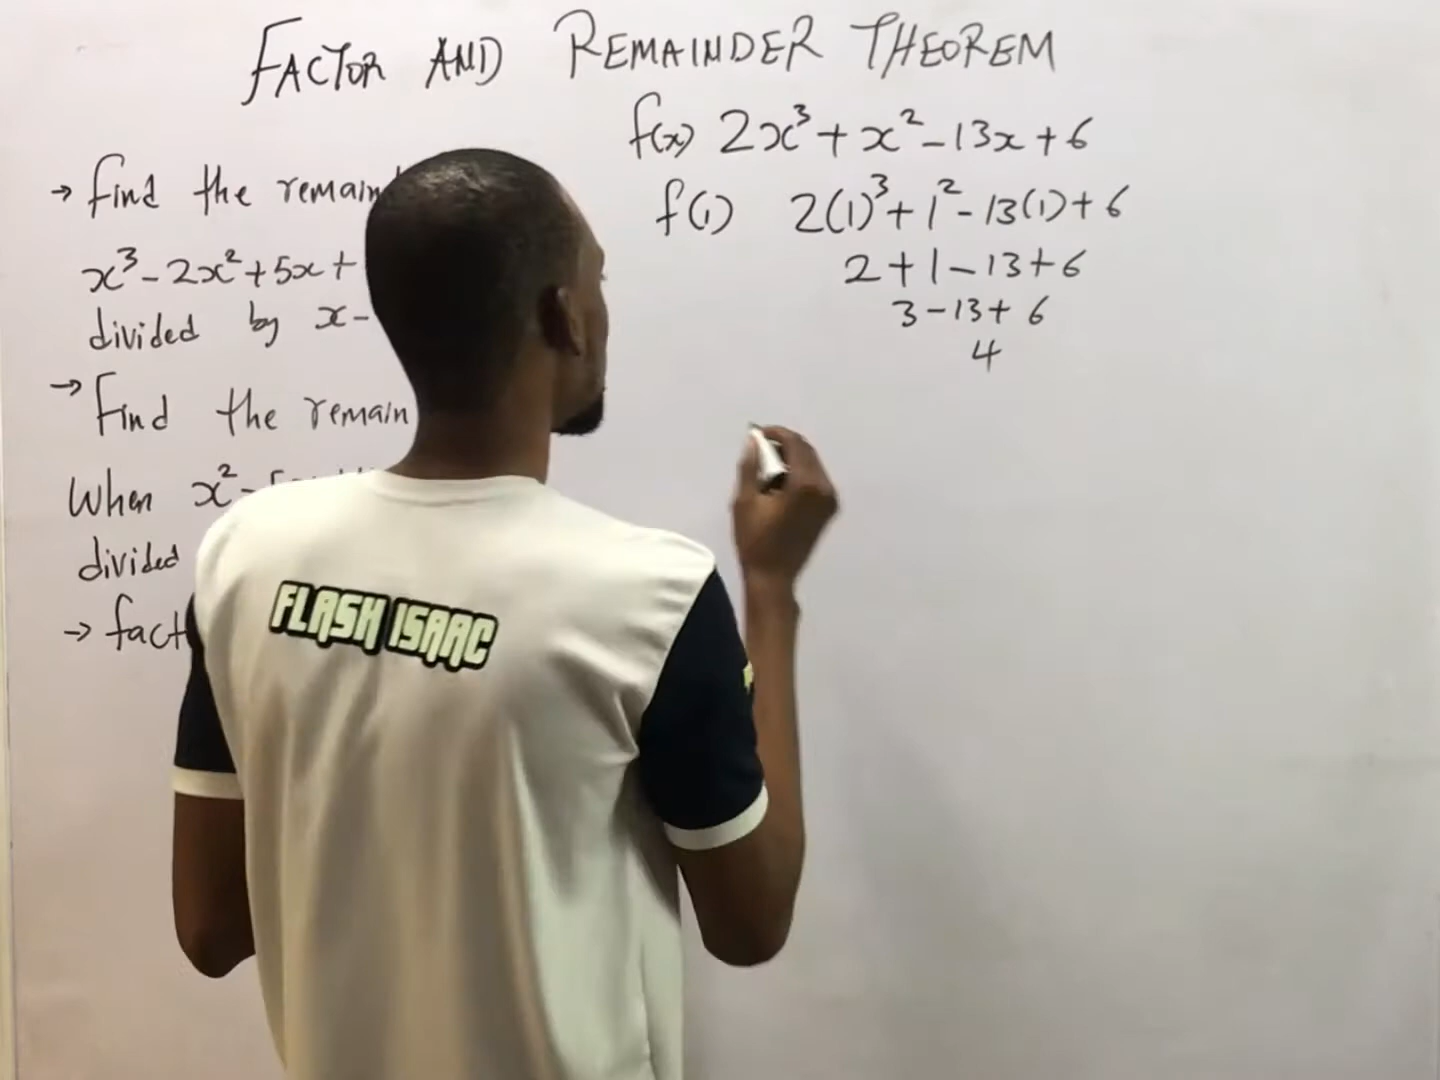 FACTOR AND REMAINDER THEOREM
→ Find the remain
x³ - 2x² + 5x +
divided by x -
→ Find the remain
When x² -
divided
→ fact
f(x) 2x³ + x² - 13x + 6
f(1) 2(1)³ + 1² - 13(1) + 6
2 + 1 - 13 + 6
3 - 13 + 6
4
FLASH ISAAC